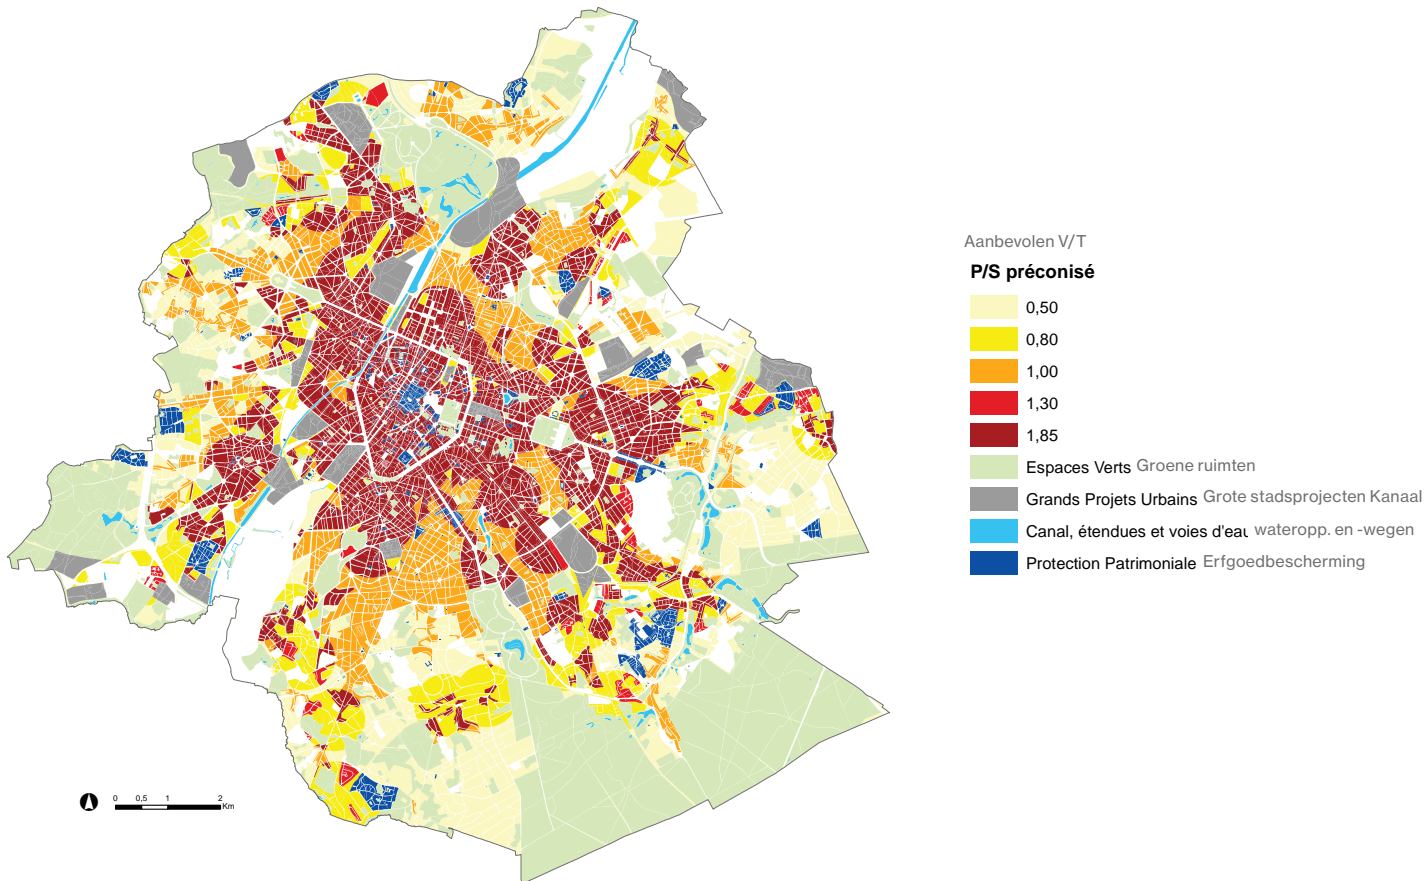 Aanbevolen V/T
P/S préconisé
0,50
0,80
1,00
1,30
1,85
Espaces Verts Groene ruimten
Grands Projets Urbains Grote stadsprojecten Kanaal
Canal, étendues et voies d'eau wateropp. en -wegen
Protection Patrimoniale Erfgoedbescherming
0 0,5 1 2
Km